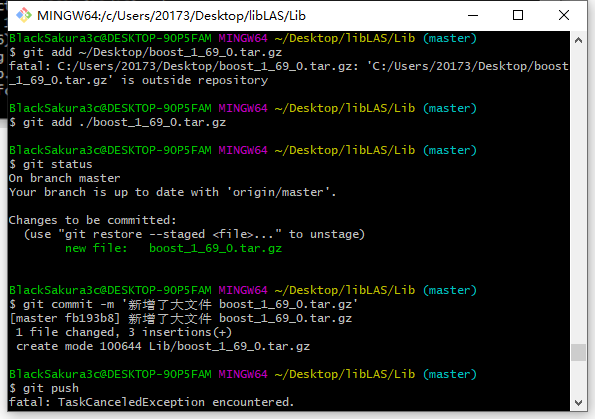 MINGW64:/c/Users/20173/Desktop/libLAS/Lib
BlackSakura3c@DESKTOP-9OP5FAM MINGW64 ~/Desktop/libLAS/Lib (master)
$ git add ~/Desktop/boost_1_69_0.tar.gz
fatal: C:/Users/20173/Desktop/boost_1_69_0.tar.gz: 'C:/Users/20173/Desktop/boost
_1_69_0.tar.gz' is outside repository
BlackSakura3c@DESKTOP-9OP5FAM MINGW64 ~/Desktop/libLAS/Lib (master)
$ git add ./boost_1_69_0.tar.gz
BlackSakura3c@DESKTOP-9OP5FAM MINGW64 ~/Desktop/libLAS/Lib (master)
$ git status
On branch master
Your branch is up to date with 'origin/master'.
Changes to be committed:
(use "git restore --staged <file>..." to unstage)
new file: boost_1_69_0.tar.gz
BlackSakura3c@DESKTOP-9OP5FAM MINGW64 ~/Desktop/libLAS/Lib (master)
$ git commit -m '新增了大文件 boost_1_69_0.tar.gz'
[master fb193b8] 新增了大文件 boost_1_69_0.tar.gz
1 file changed, 3 insertions(+)
create mode 100644 Lib/boost_1_69_0.tar.gz
BlackSakura3c@DESKTOP-9OP5FAM MINGW64 ~/Desktop/libLAS/Lib (master)
$ git push
fatal: TaskCanceledException encountered.